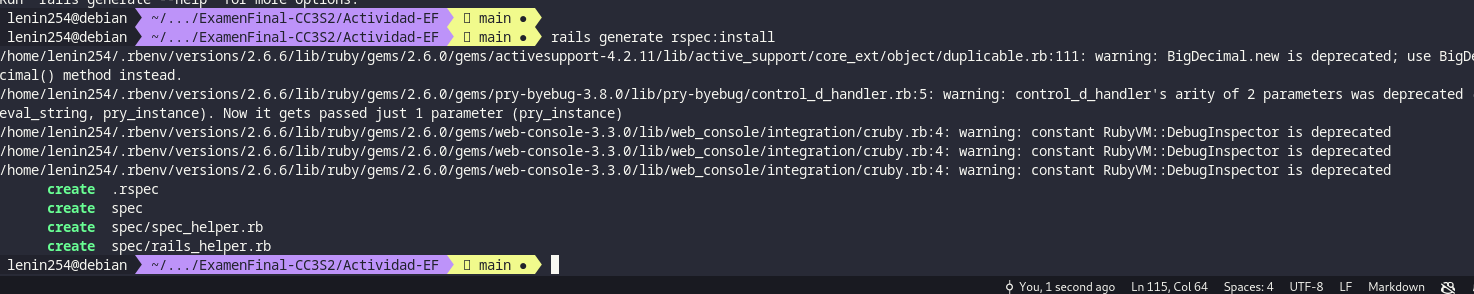 Run `rails generate --help` for more options.
lenin254@debian ~/.../ExamenFinal-CC3S2/Actividad-EF main ●
lenin254@debian ~/.../ExamenFinal-CC3S2/Actividad-EF main ● rails generate rspec:install
/home/lenin254/.rbenv/versions/2.6.6/lib/ruby/gems/2.6.0/gems/activesupport-4.2.11/lib/active_support/core_ext/object/duplicable.rb:111: warning: BigDecimal.new is deprecated; use BigDe
cimal() method instead.
/home/lenin254/.rbenv/versions/2.6.6/lib/ruby/gems/2.6.0/gems/pry-byebug-3.8.0/lib/pry-byebug/control_d_handler.rb:5: warning: control_d_handler's arity of 2 parameters was deprecated (
eval_string, pry_instance). Now it gets passed just 1 parameter (pry_instance)
/home/lenin254/.rbenv/versions/2.6.6/lib/ruby/gems/2.6.0/gems/web-console-3.3.0/lib/web_console/integration/cruby.rb:4: warning: constant RubyVM::DebugInspector is deprecated
/home/lenin254/.rbenv/versions/2.6.6/lib/ruby/gems/2.6.0/gems/web-console-3.3.0/lib/web_console/integration/cruby.rb:4: warning: constant RubyVM::DebugInspector is deprecated
/home/lenin254/.rbenv/versions/2.6.6/lib/ruby/gems/2.6.0/gems/web-console-3.3.0/lib/web_console/integration/cruby.rb:4: warning: constant RubyVM::DebugInspector is deprecated
create .rspec
create spec
create spec/spec_helper.rb
create spec/rails_helper.rb
lenin254@debian ~/.../ExamenFinal-CC3S2/Actividad-EF main ●
You, 1 second ago Ln 115, Col 64 Spaces: 4 UTF-8 LF Markdown